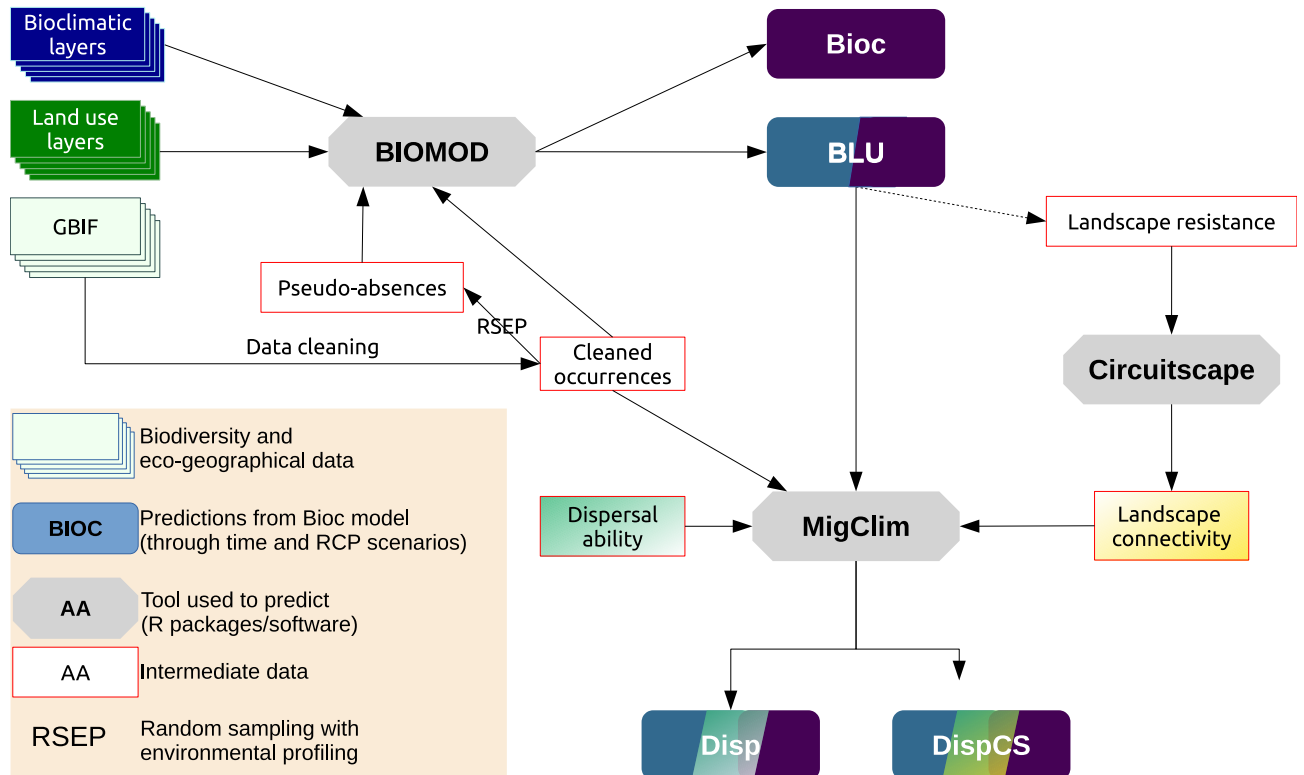 Bioclimatic
layers
Bioc
Land use
layers
BIOMOD
BLU
GBIF
Landscape resistance
Pseudo-absences
RSEP
Data cleaning
Cleaned
occurrences
Circuitscape
Biodiversity and
eco-geographical data
BIOC
Predictions from Bioc model
(through time and RCP scenarios)
Dispersal
ability
MigClim
Landscape
connectivity
AA
Tool used to predict
(R packages/software)
AA
Intermediate data
RSEP
Random sampling with
environmental profiling
Disp
DispCS